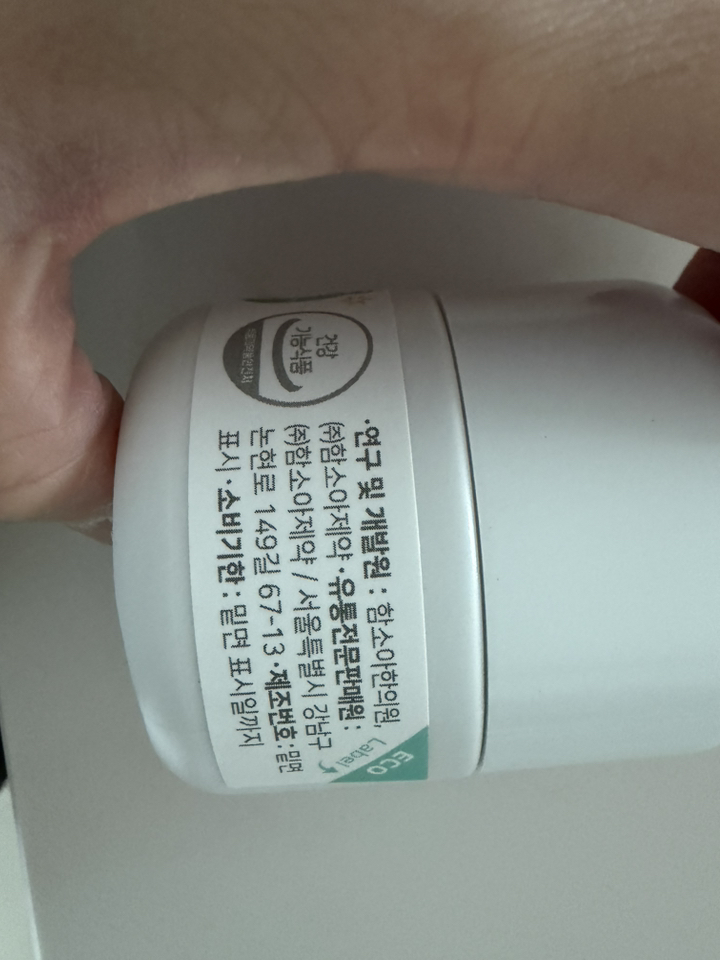 건강
기능식품
·연구 및 개발원 : 함소아한의원,
㈜함소아제약 ·유통전문판매원 :
㈜함소아제약 / 서울특별시 강남구
논현로 149길 67-13 ·제조번호 : 밑면
표시 ·소비기한 : 밑면 표시일까지
ECO
Label